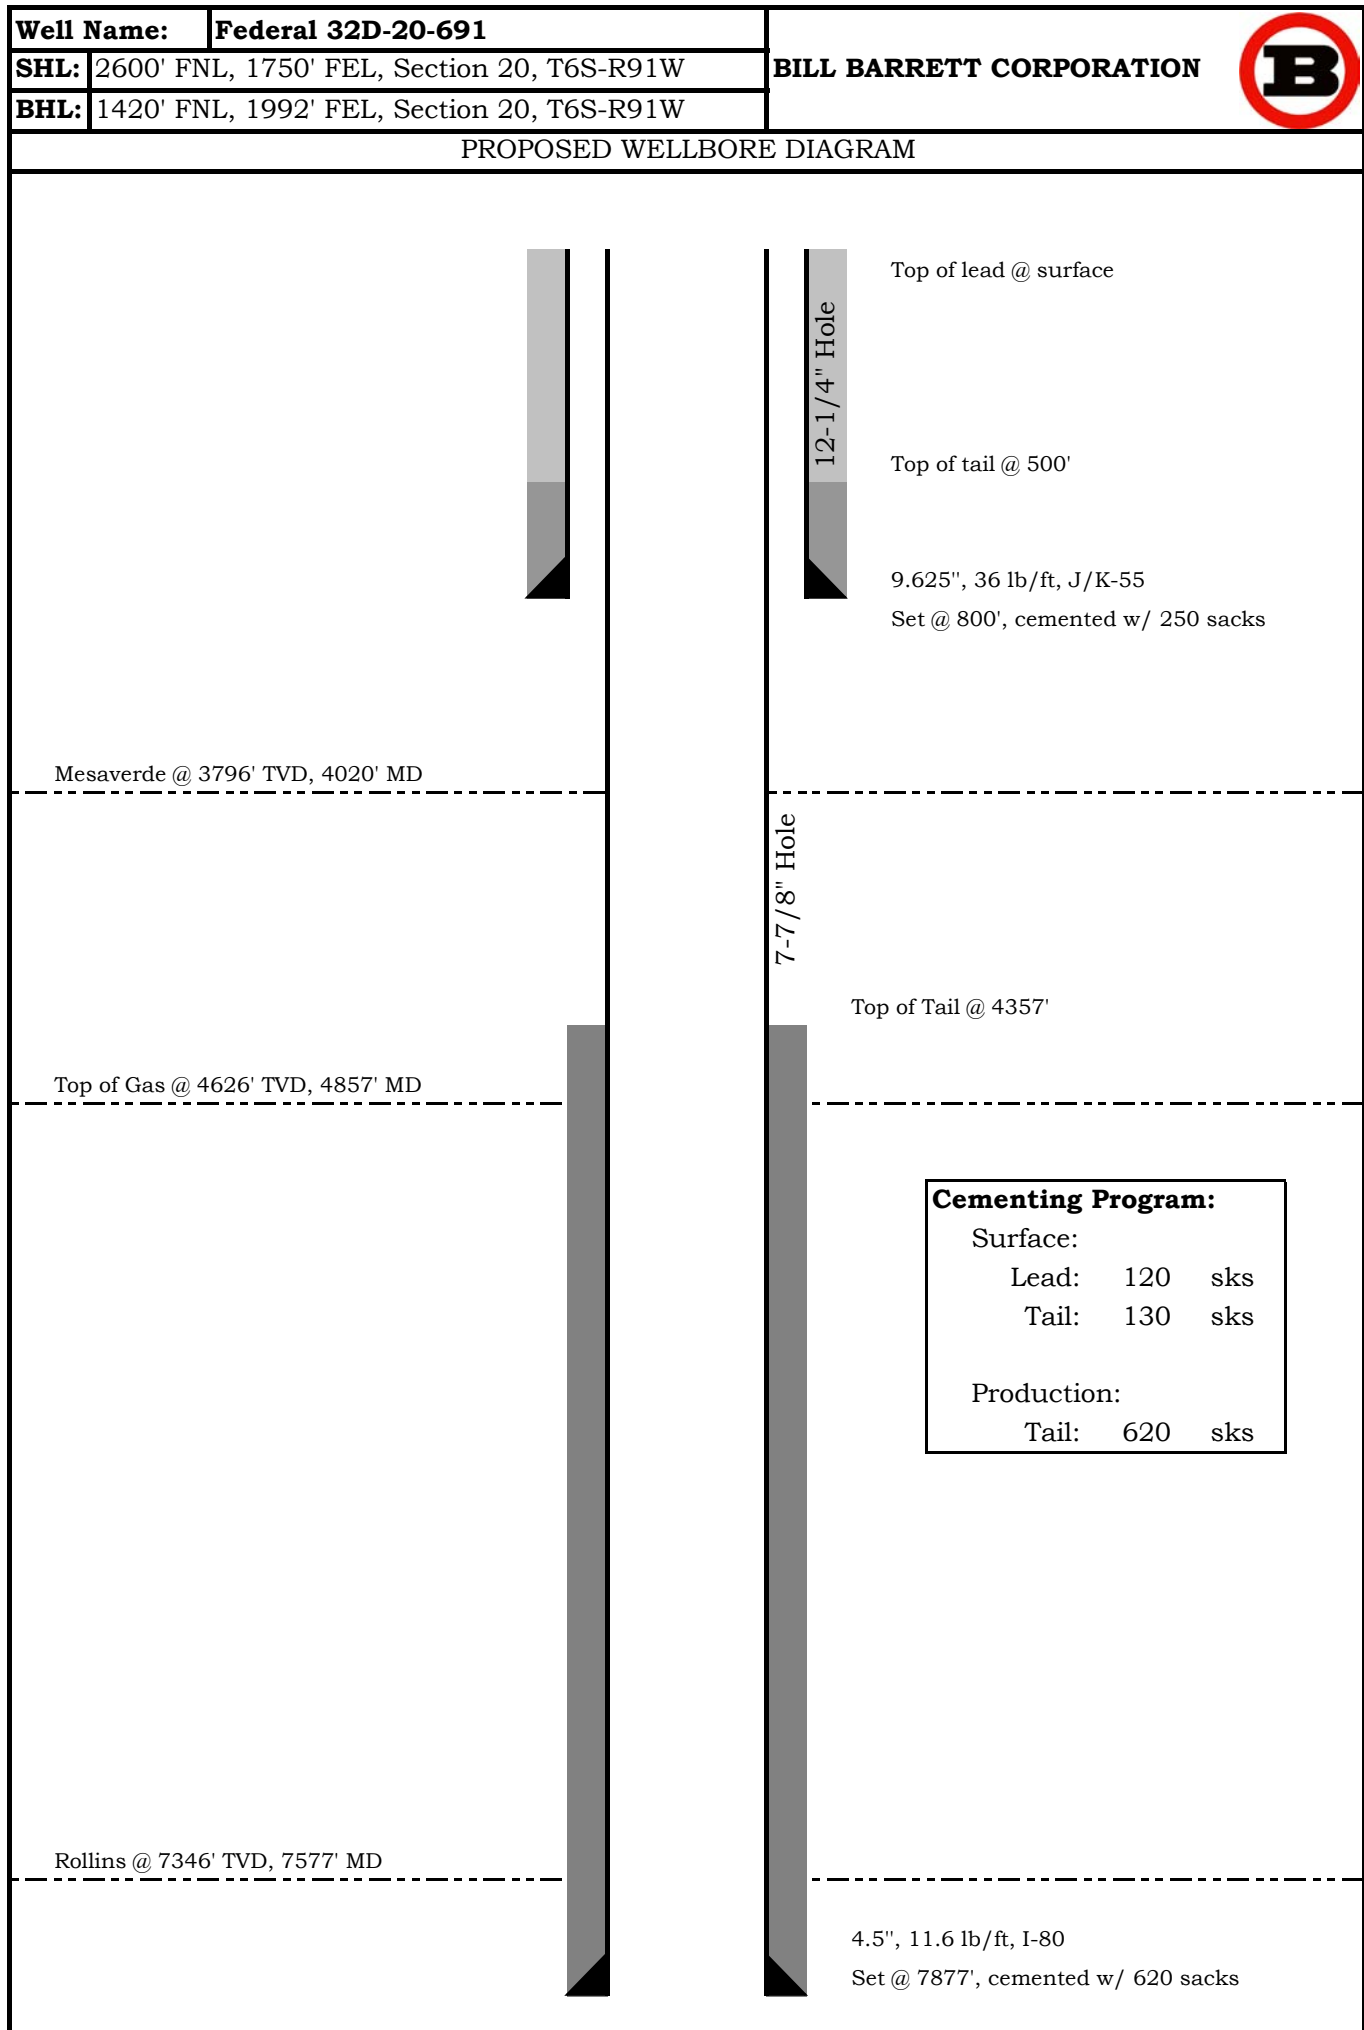 Well Name: Federal 32D-20-691
SHL: 2600' FNL, 1750' FEL, Section 20, T6S-R91W
BHL: 1420' FNL, 1992' FEL, Section 20, T6S-R91W
BILL BARRETT CORPORATION
B
PROPOSED WELLBORE DIAGRAM
Top of lead @ surface
12-1/4" Hole
Top of tail @ 500'
9.625", 36 lb/ft, J/K-55
Set @ 800', cemented w/ 250 sacks
Mesaverde @ 3796' TVD, 4020' MD
7-7/8" Hole
Top of Tail @ 4357'
Top of Gas @ 4626' TVD, 4857' MD
Cementing Program:
Surface:
Lead: 120 sks
Tail: 130 sks
Production:
Tail: 620 sks
Rollins @ 7346' TVD, 7577' MD
4.5", 11.6 lb/ft, I-80
Set @ 7877', cemented w/ 620 sacks